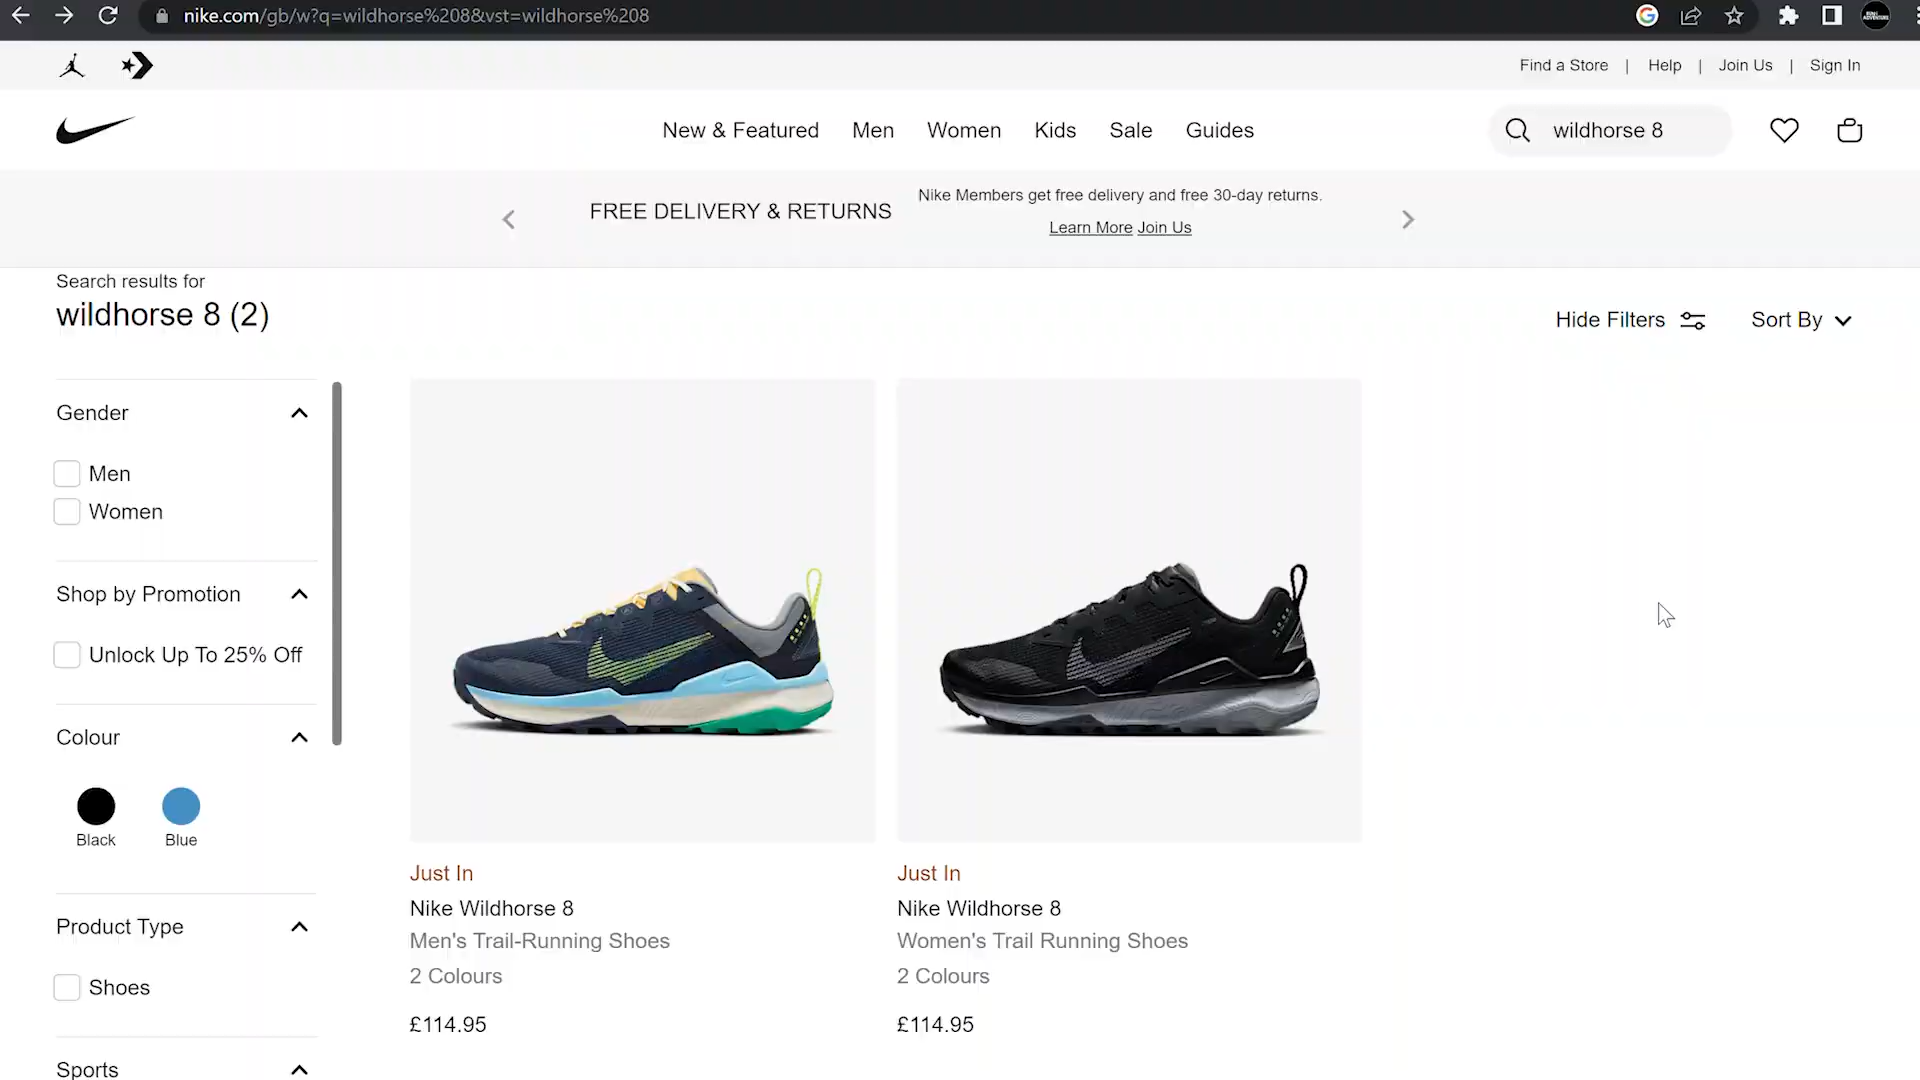 nike.com/gb/w?q=wildhorse%208&vst=wildhorse%208
Find a Store | Help | Join Us | Sign In
New & Featured Men Women Kids Sale Guides
wildhorse 8
FREE DELIVERY & RETURNS
Nike Members get free delivery and free 30-day returns.
Learn More Join Us
Search results for
wildhorse 8 (2)
Hide Filters
Sort By
Gender
Men
Women
Shop by Promotion
Unlock Up To 25% Off
Colour
Black
Blue
Product Type
Shoes
Sports
Just In
Nike Wildhorse 8
Men's Trail-Running Shoes
2 Colours
£114.95
Just In
Nike Wildhorse 8
Women's Trail Running Shoes
2 Colours
£114.95